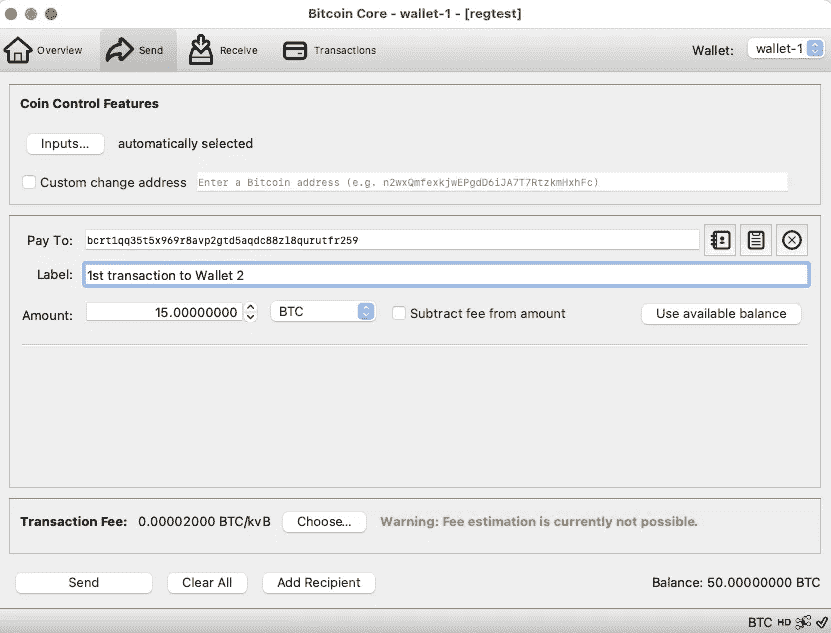 Bitcoin Core - wallet-1 - [regtest]
Overview Send Receive Transactions Wallet: wallet-1
Coin Control Features
Inputs... automatically selected
Custom change address Enter a Bitcoin address (e.g. n2wxQmfexkjwEPgdD6iJA7T7RtzkmHxhFc)
Pay To: bcrt1qq35t5x969r8avp2gtd5aqdc88zl8qurutfr259
Label: 1st transaction to Wallet 2
Amount: 15.00000000 BTC Subtract fee from amount Use available balance
Transaction Fee: 0.00002000 BTC/kvB Choose... Warning: Fee estimation is currently not possible.
Send Clear All Add Recipient Balance: 50.00000000 BTC
BTC HD